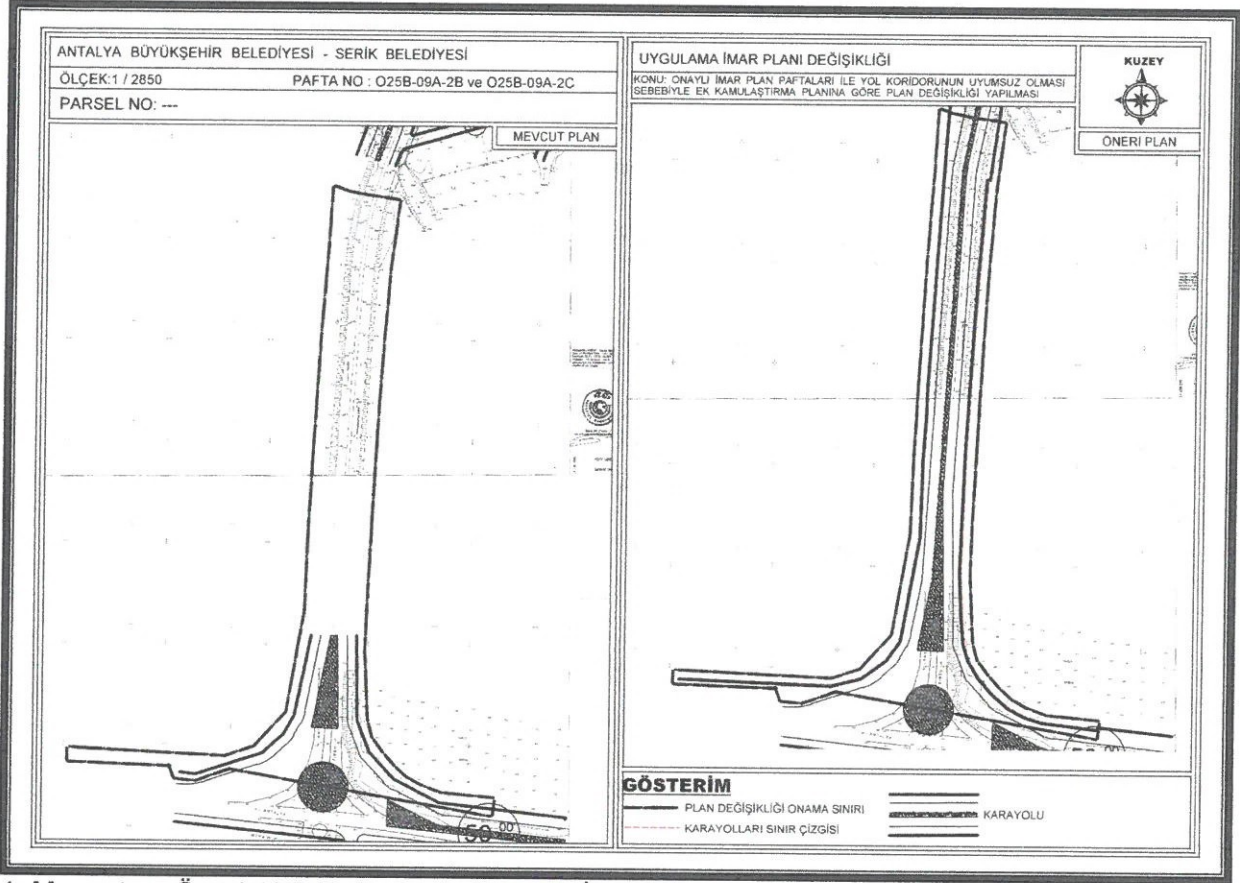 ANTALYA BÜYÜKŞEHİR BELEDİYESİ - SERİK BELEDİYESİ
ÖLÇEK:1 / 2850 PAFTA NO : O25B-09A-2B ve O25B-09A-2C
PARSEL NO: ---
MEVCUT PLAN
50 00
UYGULAMA İMAR PLANI DEĞİŞİKLİĞİ
KONU: ONAYLI İMAR PLAN PAFTALARI İLE YOL KORİDORUNUN UYUMSUZ OLMASI
SEBEBİYLE EK KAMULAŞTIRMA PLANINA GÖRE PLAN DEĞİŞİKLİĞİ YAPILMASI
KUZEY
ÖNERİ PLAN
GÖSTERİM
PLAN DEĞİŞİKLİĞİ ONAMA SINIRI
KARAYOLLARI SINIR ÇİZGİSİ
KARAYOLU